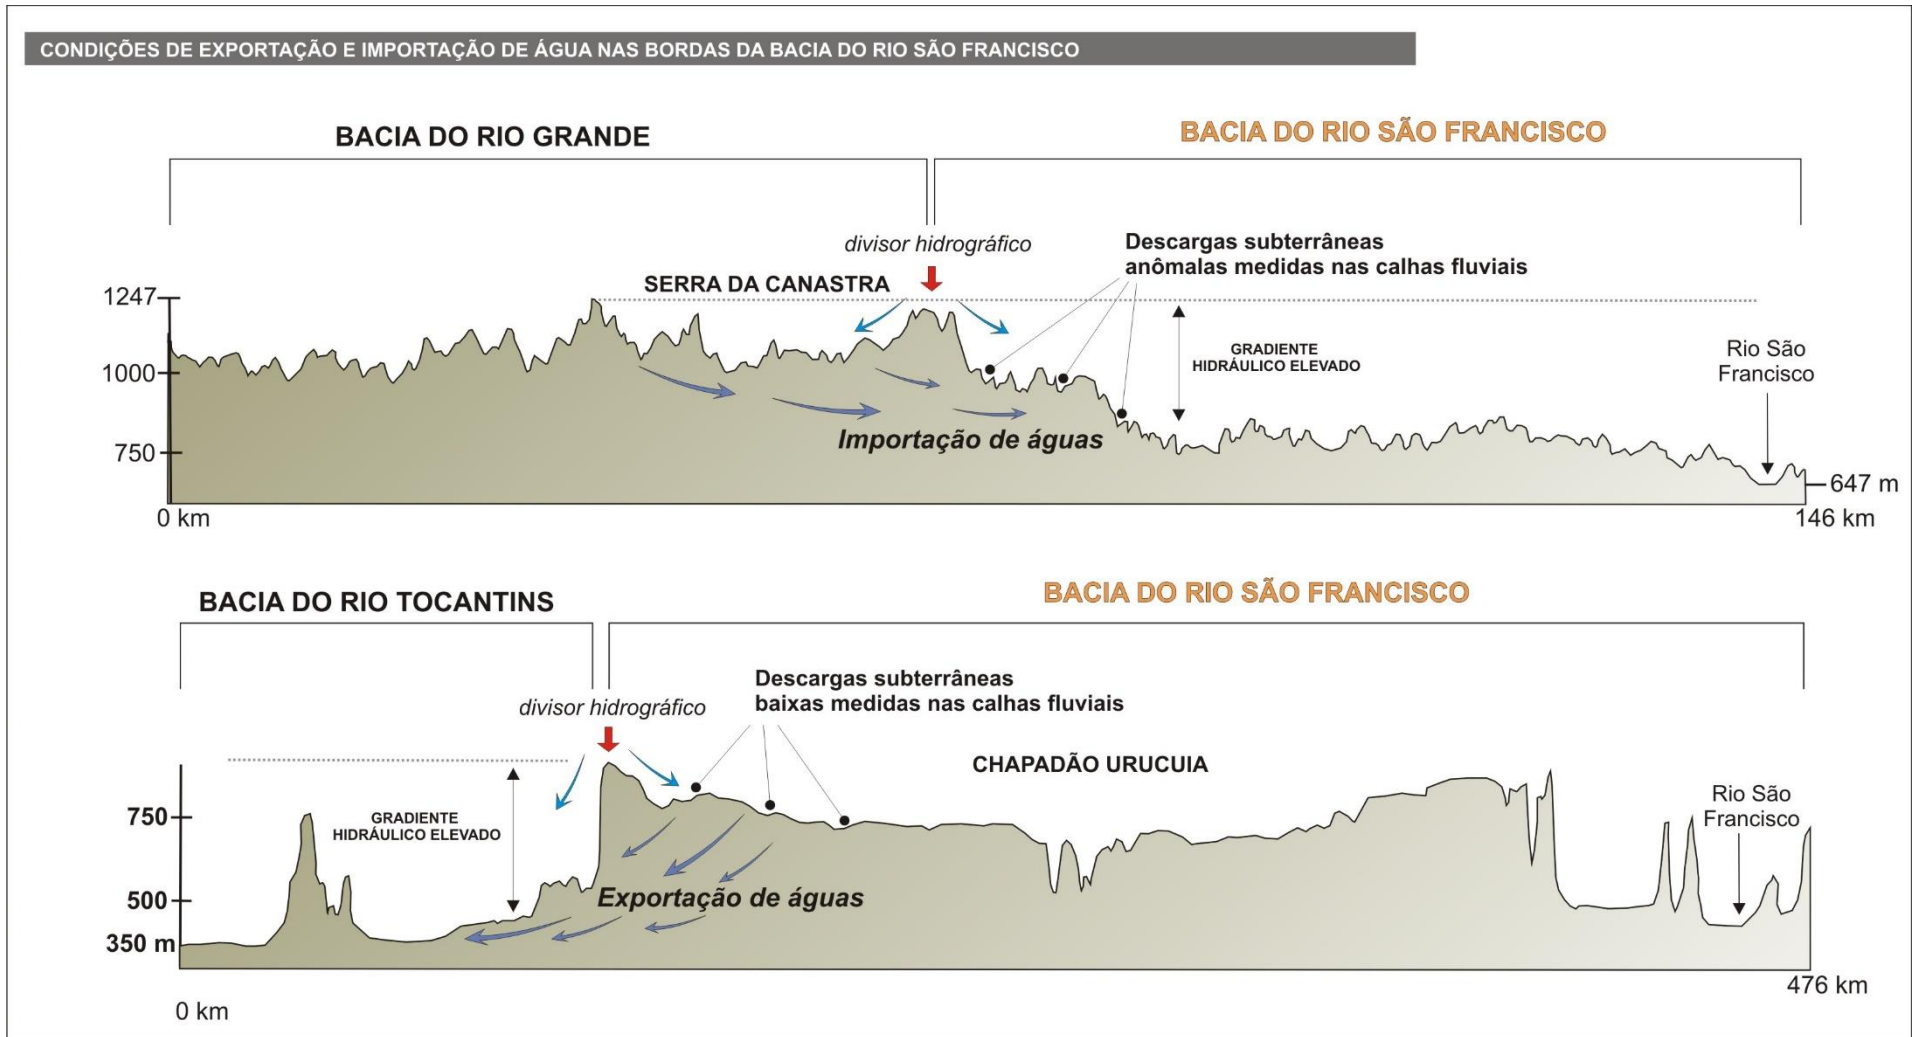 CONDIÇÕES DE EXPORTAÇÃO E IMPORTAÇÃO DE ÁGUA NAS BORDAS DA BACIA DO RIO SÃO FRANCISCO
BACIA DO RIO GRANDE
BACIA DO RIO SÃO FRANCISCO
divisor hidrográfico
Descargas subterrâneas
anômalas medidas nas calhas fluviais
SERRA DA CANASTRA
1247
1000
750
GRADIENTE
HIDRÁULICO ELEVADO
Rio São
Francisco
Importação de águas
647 m
0 km
146 km
BACIA DO RIO TOCANTINS
BACIA DO RIO SÃO FRANCISCO
divisor hidrográfico
Descargas subterrâneas
baixas medidas nas calhas fluviais
CHAPADÃO URUCUIA
GRADIENTE
HIDRÁULICO ELEVADO
750
500
350 m
Rio São
Francisco
Exportação de águas
0 km
476 km